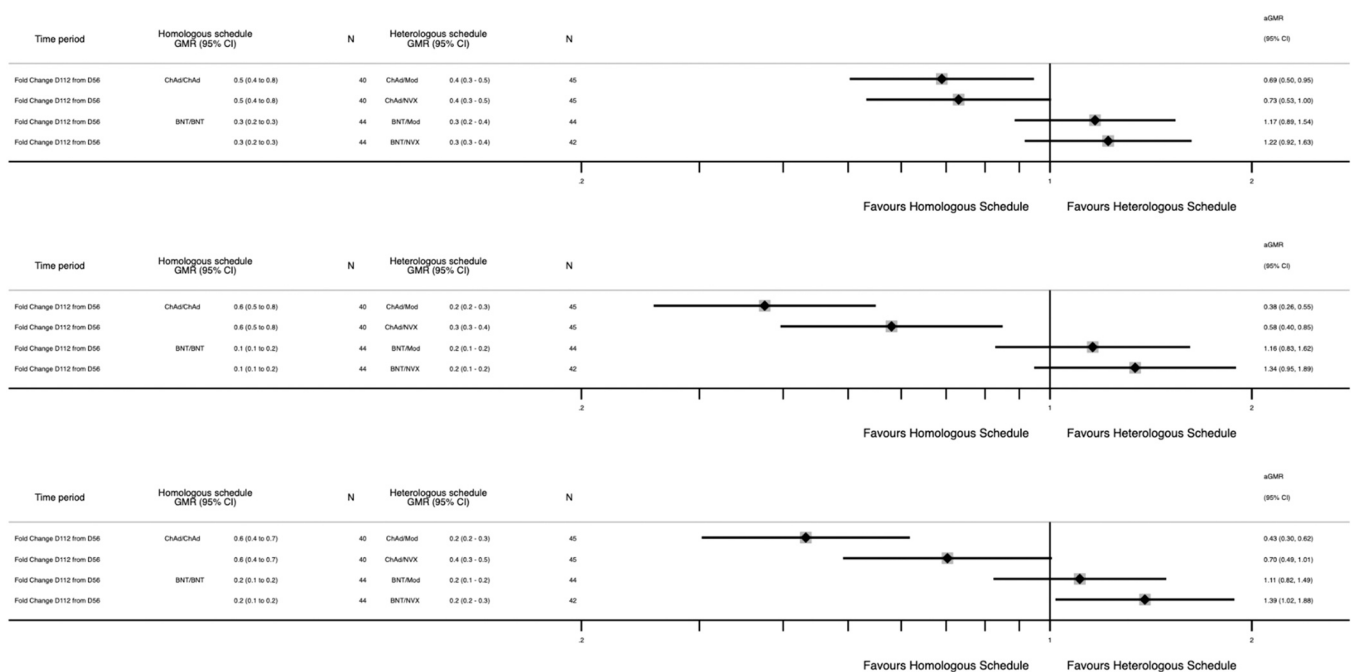 aGMR
Time period Homologous schedule GMR (95% CI) N Heterologous schedule GMR (95% CI) N (95% CI)
Fold Change D112 from D56 ChAd/ChAd 0.5 (0.4 to 0.8) 40 ChAd/Mod 0.4 (0.3 - 0.5) 45 0.69 (0.50, 0.95)
Fold Change D112 from D56 0.5 (0.4 to 0.8) 40 ChAd/NVX 0.4 (0.3 - 0.5) 45 0.73 (0.53, 1.00)
Fold Change D112 from D56 BNT/BNT 0.3 (0.2 to 0.3) 44 BNT/Mod 0.3 (0.2 - 0.4) 44 1.17 (0.89, 1.54)
Fold Change D112 from D56 0.3 (0.2 to 0.3) 44 BNT/NVX 0.3 (0.3 - 0.4) 42 1.22 (0.92, 1.63)
.2 1 2
Favours Homologous Schedule Favours Heterologous Schedule
aGMR
Time period Homologous schedule GMR (95% CI) N Heterologous schedule GMR (95% CI) N (95% CI)
Fold Change D112 from D56 ChAd/ChAd 0.6 (0.5 to 0.8) 40 ChAd/Mod 0.2 (0.2 - 0.3) 45 0.38 (0.26, 0.55)
Fold Change D112 from D56 0.6 (0.5 to 0.8) 40 ChAd/NVX 0.3 (0.3 - 0.4) 45 0.58 (0.40, 0.85)
Fold Change D112 from D56 BNT/BNT 0.1 (0.1 to 0.2) 44 BNT/Mod 0.2 (0.1 - 0.2) 44 1.16 (0.83, 1.62)
Fold Change D112 from D56 0.1 (0.1 to 0.2) 44 BNT/NVX 0.2 (0.1 - 0.2) 42 1.34 (0.95, 1.89)
.2 1 2
Favours Homologous Schedule Favours Heterologous Schedule
aGMR
Time period Homologous schedule GMR (95% CI) N Heterologous schedule GMR (95% CI) N (95% CI)
Fold Change D112 from D56 ChAd/ChAd 0.6 (0.4 to 0.7) 40 ChAd/Mod 0.2 (0.2 - 0.3) 45 0.43 (0.30, 0.62)
Fold Change D112 from D56 0.6 (0.4 to 0.7) 40 ChAd/NVX 0.4 (0.3 - 0.5) 45 0.70 (0.49, 1.01)
Fold Change D112 from D56 BNT/BNT 0.2 (0.1 to 0.2) 44 BNT/Mod 0.2 (0.1 - 0.2) 44 1.11 (0.82, 1.49)
Fold Change D112 from D56 0.2 (0.1 to 0.2) 44 BNT/NVX 0.2 (0.2 - 0.3) 42 1.39 (1.02, 1.88)
.2 1 2
Favours Homologous Schedule Favours Heterologous Schedule